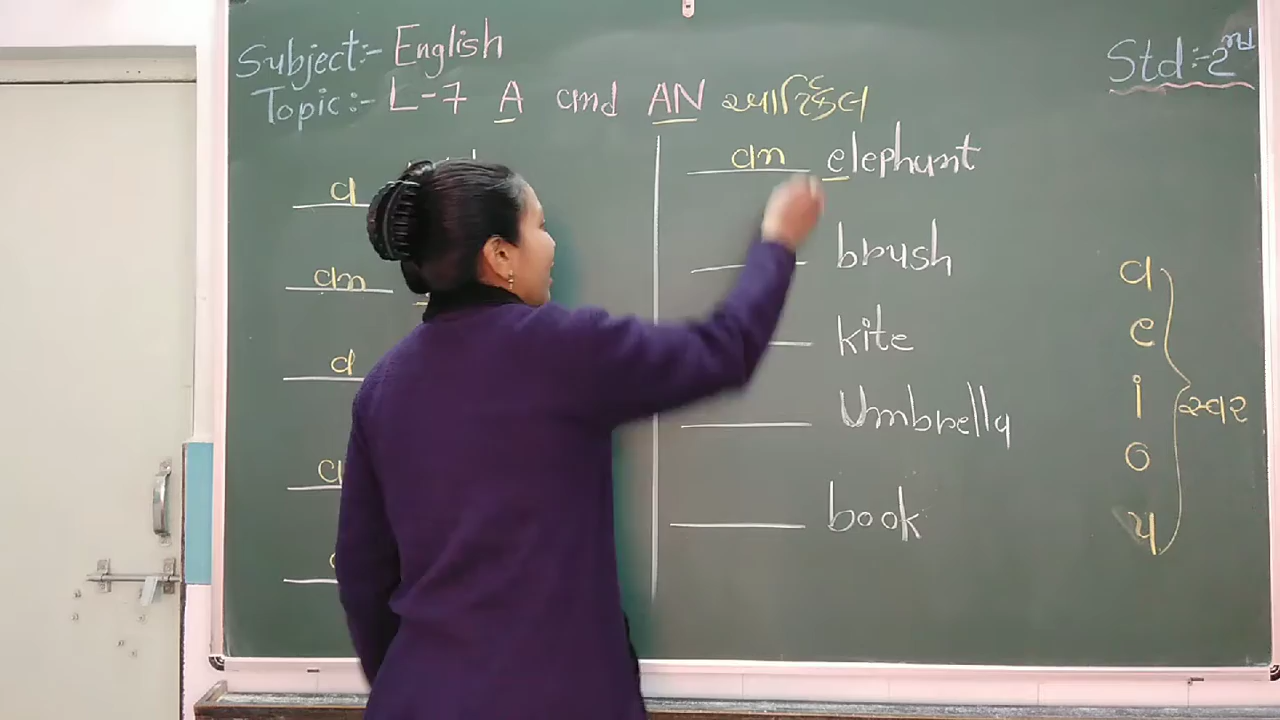 Subject:- English
Std:- 2nd
Topic:- L-7 A and AN આર્ટિકલ
a
an
a
a
an elephant
brush
kite
Umbrella
book
a
e
i
o
u
સ્વર